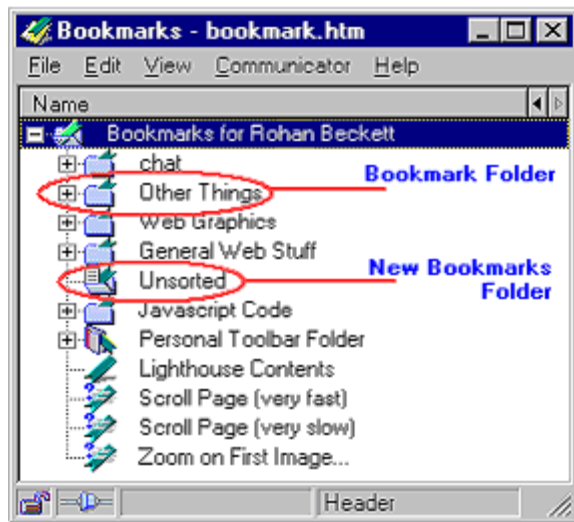 Bookmarks - bookmark.htm
File Edit View Communicator Help
Name
Bookmarks for Rohan Beckett
chat
Bookmark Folder
Other Things
Web Graphics
General Web Stuff
New Bookmarks
Folder
Unsorted
Javascript Code
Personal Toolbar Folder
Lighthouse Contents
Scroll Page (very fast)
Scroll Page (very slow)
Zoom on First Image...
Header